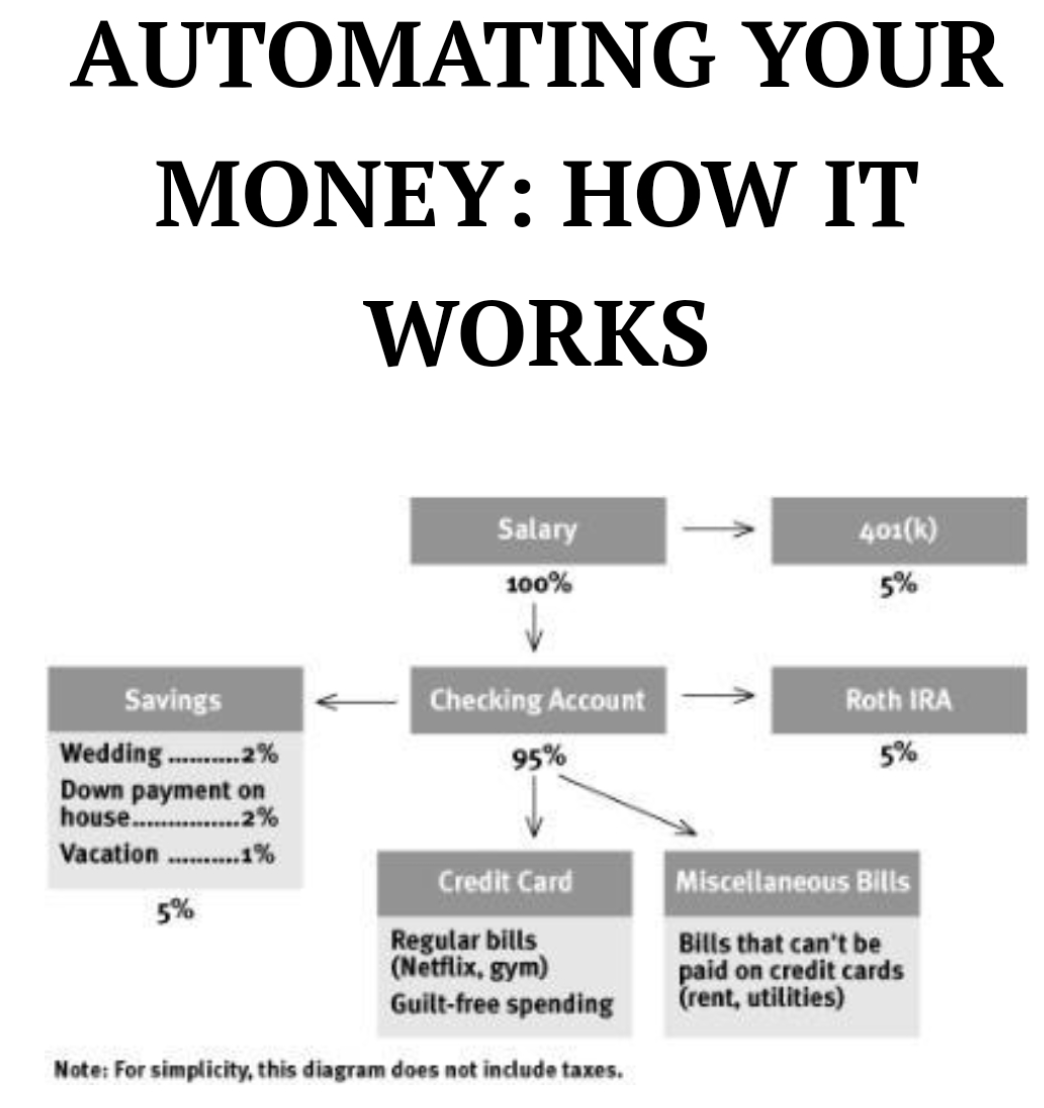 AUTOMATING YOUR
MONEY: HOW IT
WORKS
Salary
100%
401(k)
5%
Savings
Wedding ..........2%
Down payment on
house................2%
Vacation ..........1%
5%
Checking Account
95%
Roth IRA
5%
Credit Card
Regular bills
(Netflix, gym)
Guilt-free spending
Miscellaneous Bills
Bills that can't be
paid on credit cards
(rent, utilities)
Note: For simplicity, this diagram does not include taxes.